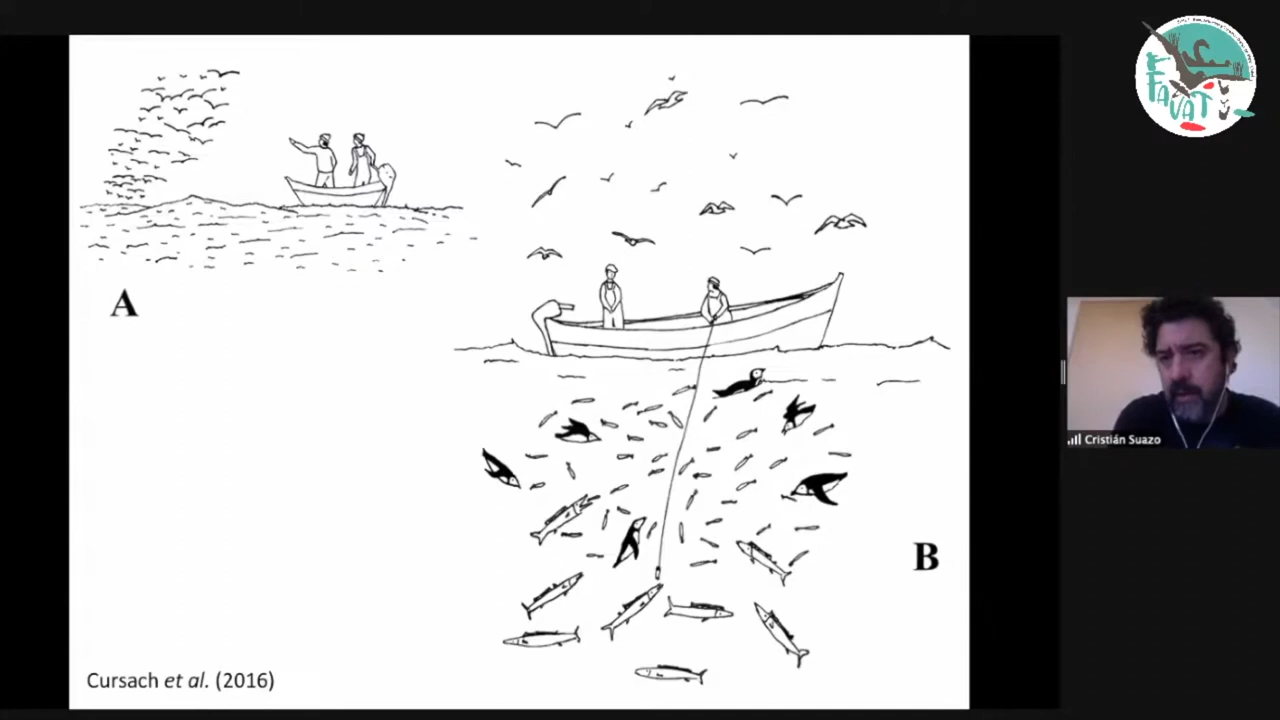 FAVAT
A
B
Cursach et al. (2016)
Cristián Suazo